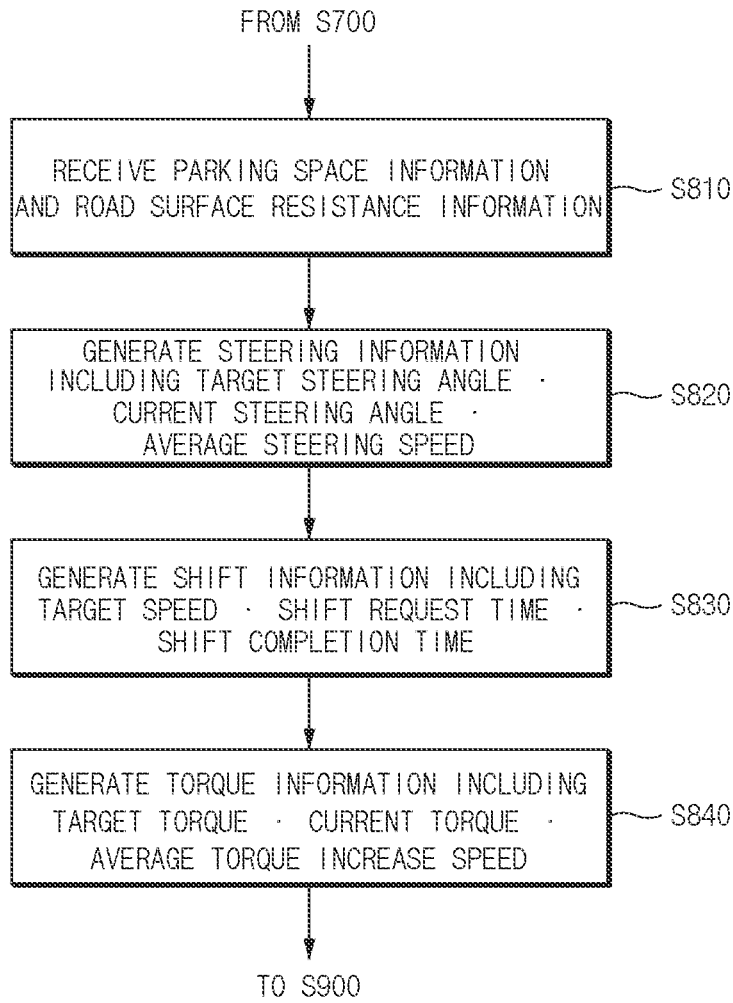 FROM S700
RECEIVE PARKING SPACE INFORMATION
AND ROAD SURFACE RESISTANCE INFORMATION
S810
GENERATE STEERING INFORMATION
INCLUDING TARGET STEERING ANGLE ·
CURRENT STEERING ANGLE ·
AVERAGE STEERING SPEED
S820
GENERATE SHIFT INFORMATION INCLUDING
TARGET SPEED · SHIFT REQUEST TIME ·
SHIFT COMPLETION TIME
S830
GENERATE TORQUE INFORMATION INCLUDING
TARGET TORQUE · CURRENT TORQUE ·
AVERAGE TORQUE INCREASE SPEED
S840
TO S900